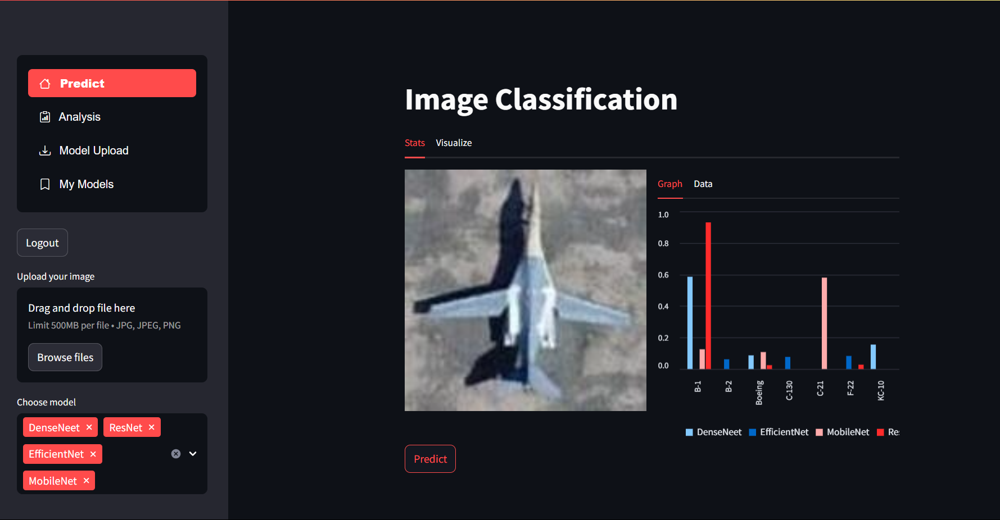 Predict
Analysis
Model Upload
My Models
Logout
Upload your image
Drag and drop file here
Limit 500MB per file • JPG, JPEG, PNG
Browse files
Choose model
DenseNeet ✕ ResNet ✕
EfficientNet ✕
MobileNet ✕
Image Classification
Stats Visualize
Graph Data
1.0
0.8
0.6
0.4
0.2
0.0
B-1 B-2 Boeing C-130 C-21 F-22 KC-10
DenseNeet EfficientNet MobileNet Res
Predict